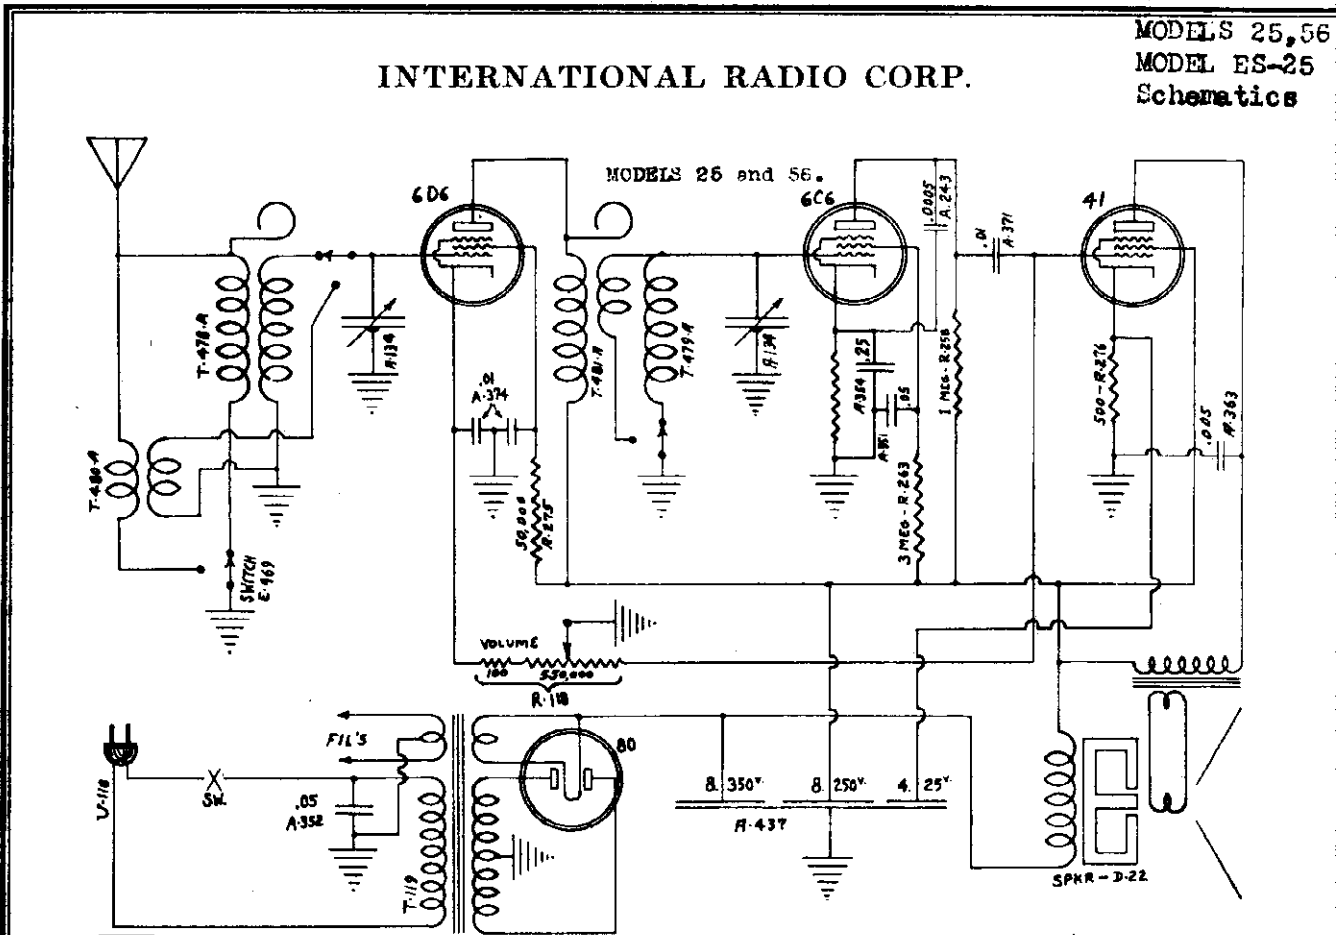 MODELS 25,56
MODEL ES-25
Schematics
INTERNATIONAL RADIO CORP.
MODELS 25 and 56.
6D6
6C6
41
.0005
A.243
.01
A.371
T.478.A
A.134
T.481.A
T.479.A
A.134
.01
A.374
.25
A.354
.05
A.351
1 MEG-R.258
500-R.276
.005
A.363
T.480.A
50,000
R.275
3 MEG-R.263
SWITCH
E.469
VOLUME
100
550,000
R.118
FIL'S
80
U-118
SW.
.05
A.352
T.119
8. 350V.
8. 250V.
4. 25V.
A.437
SPKR-D.22